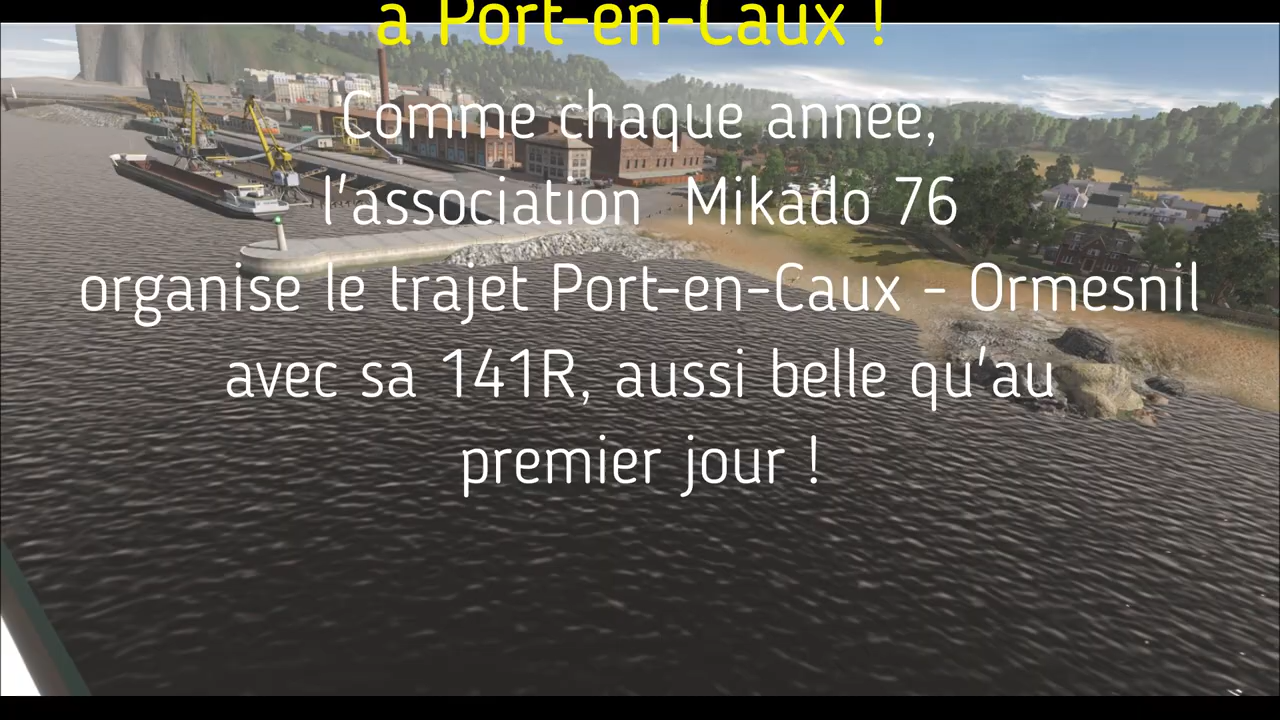 à Port-en-Caux !
Comme chaque année,
l'association Mikado 76
organise le trajet Port-en-Caux - Ormesnil
avec sa 141R, aussi belle qu'au
premier jour !